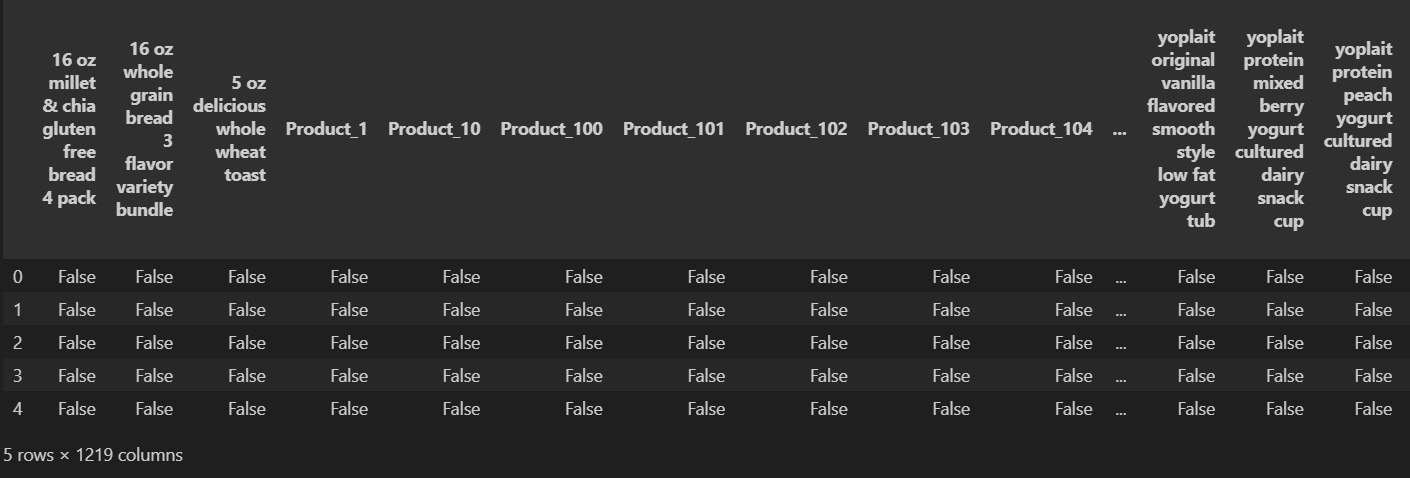 16 oz millet & chia gluten free bread 4 pack 16 oz whole grain bread 3 flavor variety bundle 5 oz delicious whole wheat toast Product_1 Product_10 Product_100 Product_101 Product_102 Product_103 Product_104 ... yoplait original vanilla flavored smooth style low fat yogurt tub yoplait protein mixed berry yogurt cultured dairy snack cup yoplait protein peach yogurt cultured dairy snack cup
0 False False False False False False False False False False ... False False False
1 False False False False False False False False False False ... False False False
2 False False False False False False False False False False ... False False False
3 False False False False False False False False False False ... False False False
4 False False False False False False False False False False ... False False False
5 rows × 1219 columns